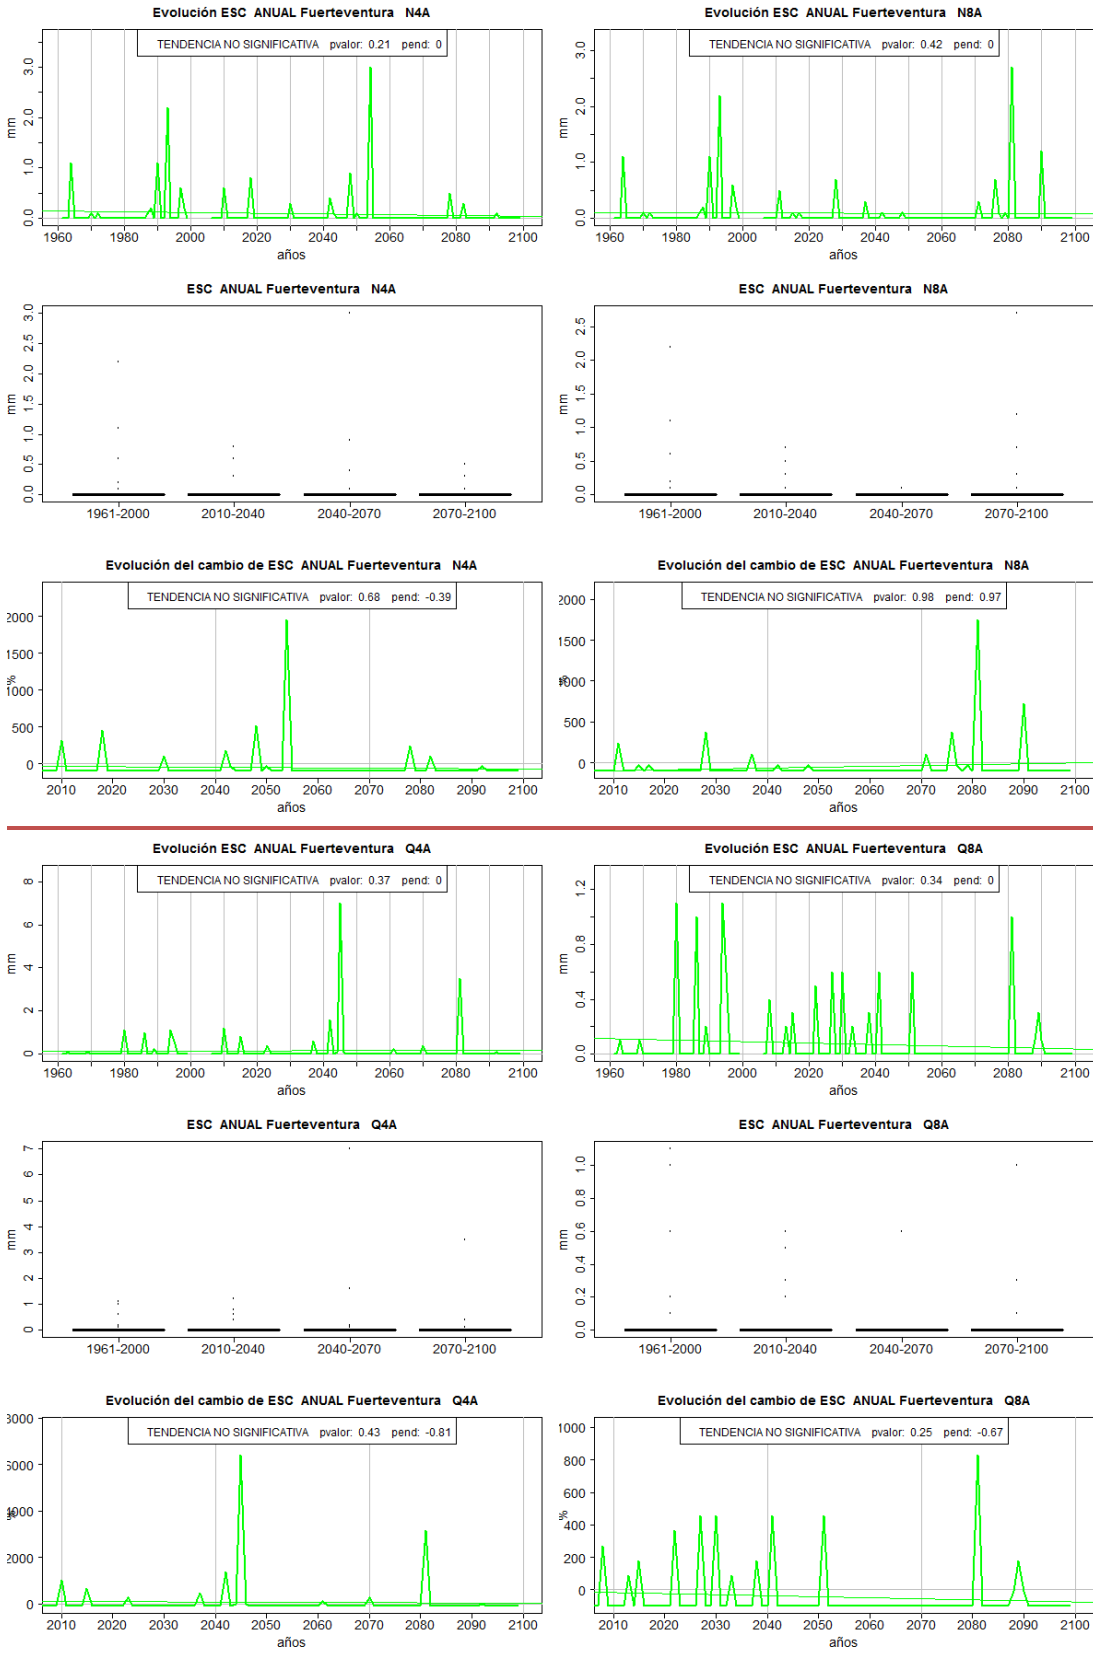 Evolución ESC ANUAL Fuerteventura N4A
TENDENCIA NO SIGNIFICATIVA pvalor: 0.21 pend: 0
mm
0.0 1.0 2.0 3.0
1960 1980 2000 2020 2040 2060 2080 2100
años
Evolución ESC ANUAL Fuerteventura N8A
TENDENCIA NO SIGNIFICATIVA pvalor: 0.42 pend: 0
mm
0.0 1.0 2.0 3.0
1960 1980 2000 2020 2040 2060 2080 2100
años
ESC ANUAL Fuerteventura N4A
mm
0.0 0.5 1.0 1.5 2.0 2.5 3.0
1961-2000 2010-2040 2040-2070 2070-2100
ESC ANUAL Fuerteventura N8A
mm
0.0 0.5 1.0 1.5 2.0 2.5
1961-2000 2010-2040 2040-2070 2070-2100
Evolución del cambio de ESC ANUAL Fuerteventura N4A
TENDENCIA NO SIGNIFICATIVA pvalor: 0.68 pend: -0.39
%
0 500 1000 1500 2000
2010 2020 2030 2040 2050 2060 2070 2080 2090 2100
años
Evolución del cambio de ESC ANUAL Fuerteventura N8A
TENDENCIA NO SIGNIFICATIVA pvalor: 0.98 pend: 0.97
0 500 1500 2000
2010 2020 2030 2040 2050 2060 2070 2080 2090 2100
años
Evolución ESC ANUAL Fuerteventura Q4A
TENDENCIA NO SIGNIFICATIVA pvalor: 0.37 pend: 0
mm
0 2 4 6 8
1960 1980 2000 2020 2040 2060 2080 2100
años
Evolución ESC ANUAL Fuerteventura Q8A
TENDENCIA NO SIGNIFICATIVA pvalor: 0.34 pend: 0
mm
0.0 0.4 0.8 1.2
1960 1980 2000 2020 2040 2060 2080 2100
años
ESC ANUAL Fuerteventura Q4A
mm
0 1 2 3 4 5 6 7
1961-2000 2010-2040 2040-2070 2070-2100
ESC ANUAL Fuerteventura Q8A
mm
0.0 0.2 0.4 0.6 0.8 1.0
1961-2000 2010-2040 2040-2070 2070-2100
Evolución del cambio de ESC ANUAL Fuerteventura Q4A
TENDENCIA NO SIGNIFICATIVA pvalor: 0.43 pend: -0.81
0 2000
2010 2020 2030 2040 2050 2060 2070 2080 2090 2100
años
Evolución del cambio de ESC ANUAL Fuerteventura Q8A
TENDENCIA NO SIGNIFICATIVA pvalor: 0.25 pend: -0.67
%
0 200 400 600 800 1000
2010 2020 2030 2040 2050 2060 2070 2080 2090 2100
años